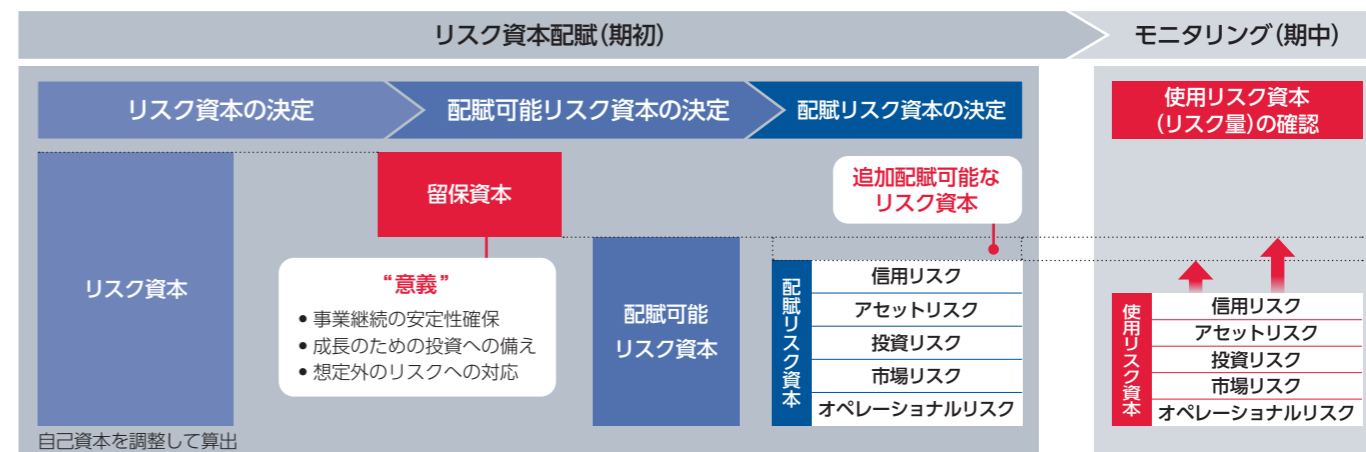 リスク資本配賦（期初）
モニタリング（期中）
リスク資本の決定
配賦可能リスク資本の決定
配賦リスク資本の決定
使用リスク資本
（リスク量）の確認
リスク資本
自己資本を調整して算出
留保資本
“意義”
• 事業継続の安定性確保
• 成長のための投資への備え
• 想定外のリスクへの対応
配賦可能
リスク資本
追加配賦可能な
リスク資本
配賦リスク資本
信用リスク
アセットリスク
投資リスク
市場リスク
オペレーショナルリスク
使用リスク資本
信用リスク
アセットリスク
投資リスク
市場リスク
オペレーショナルリスク